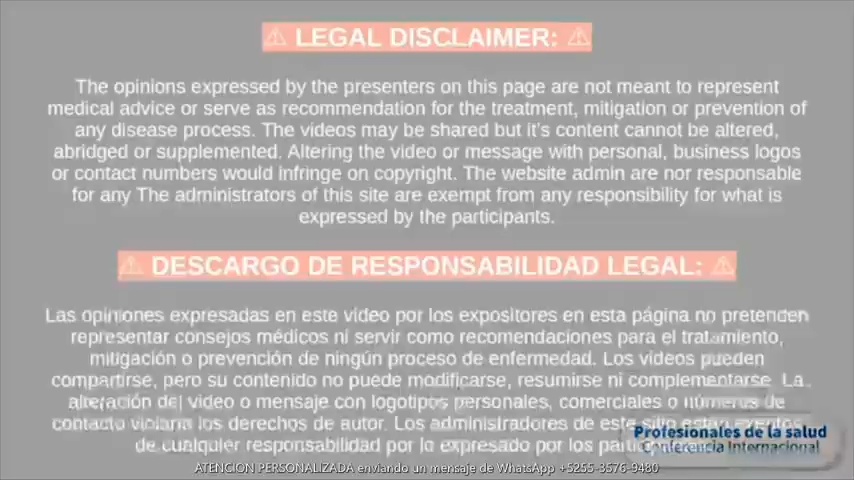 ⚠ LEGAL DISCLAIMER: ⚠
The opinions expressed by the presenters on this page are not meant to represent
medical advice or serve as recommendation for the treatment, mitigation or prevention of
any disease process. The videos may be shared but it's content cannot be altered,
abridged or supplemented. Altering the video or message with personal, business logos
or contact numbers would infringe on copyright. The website admin are nor responsable
for any The administrators of this site are exempt from any responsibility for what is
expressed by the participants.
⚠ DESCARGO DE RESPONSABILIDAD LEGAL: ⚠
Las opiniones expresadas en este video por los expositores en esta página no pretenden
representar consejos médicos ni servir como recomendaciones para el tratamiento,
mitigación o prevención de ningún proceso de enfermedad. Los videos pueden
compartirse, pero su contenido no puede modificarse, resumirse ni complementarse. La
alteración del video o mensaje con logotipos personales, comerciales o números de
contacto violaría los derechos de autor. Los administradores de este sitio están exentos
de cualquier responsabilidad por lo expresado por los
Profesionales de la salud
Conferencia Internacional
ATENCION PERSONALIZADA enviando un mensaje de WhatsApp +5255-3576-9480